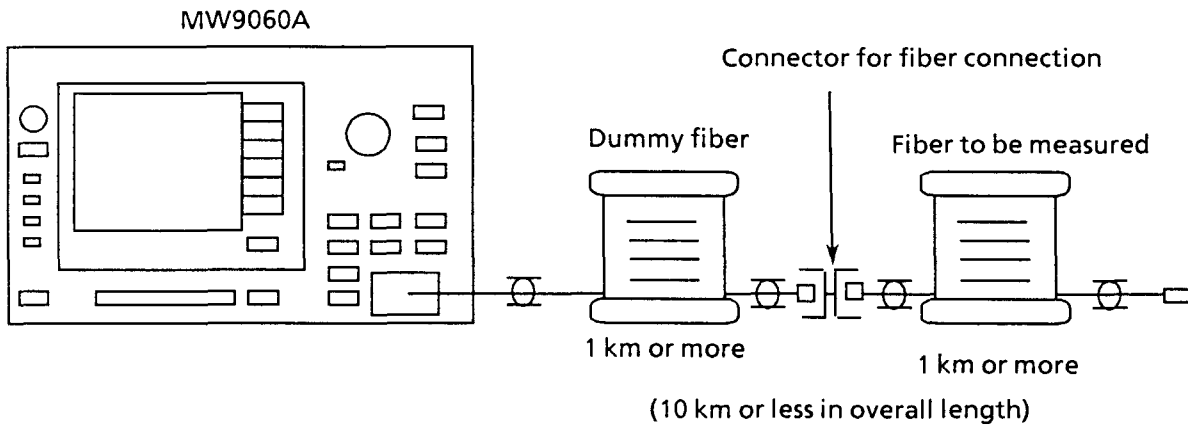 MW9060A
Connector for fiber connection
Dummy fiber
Fiber to be measured
1 km or more
1 km or more
(10 km or less in overall length)